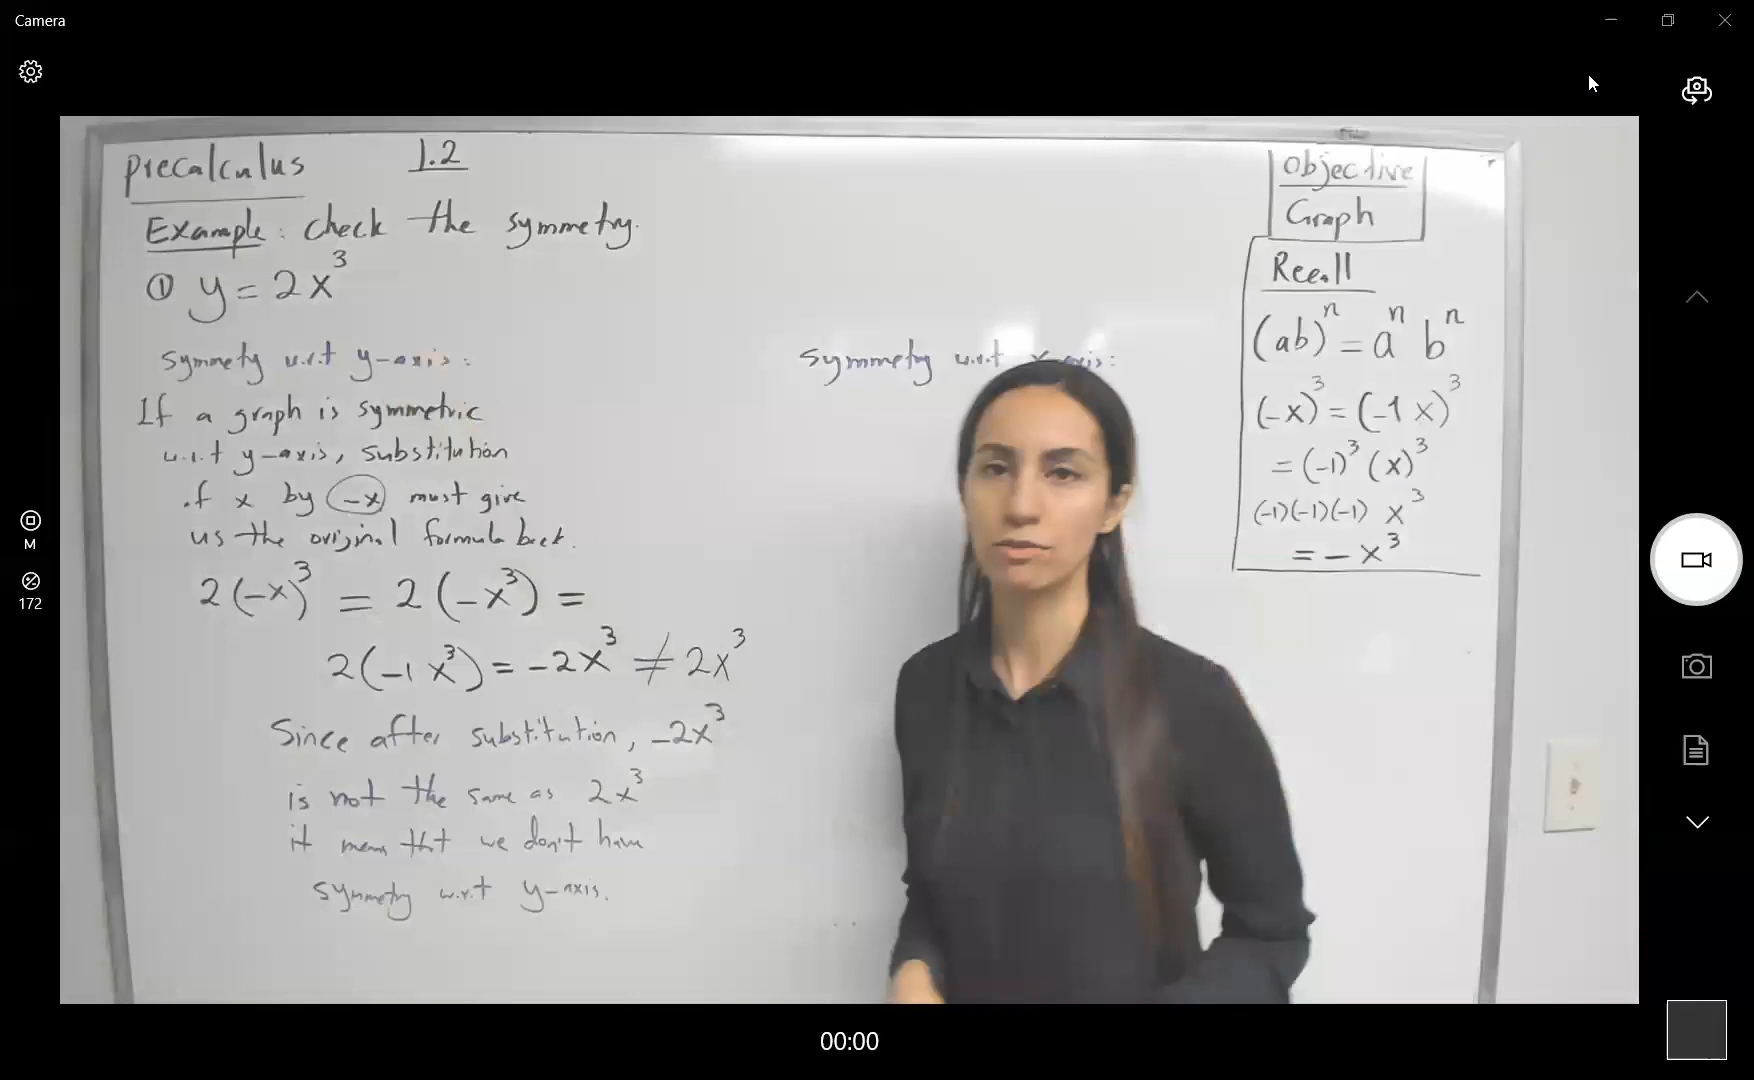 Camera
precalculus 1.2
Example: check the symmetry.
① y = 2x³
symmety w.r.t y-axis:
If a graph is symmetric
w.r.t y-axis, substitution
of x by -x must give
us the original formula back.
2(-x)³ = 2(-x³) =
2(-1x³) = -2x³ ≠ 2x³
Since after substitution, -2x³
is not the same as 2x³
it means that we don't have
symmetry w.r.t y-axis.
symmetry w.r.t x-axis:
Objective
Graph
Recall
(ab)ⁿ = aⁿ bⁿ
(-x)³ = (-1 x)³
= (-1)³ (x)³
(-1)(-1)(-1) x³
= - x³
M
172
00:00